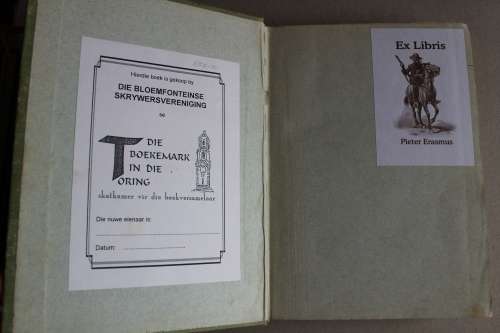 Hierdie boek is gekoop by
DIE BLOEMFONTEINSE
SKRYWERSVERENIGING
se
DIE
BOEKEMARK
IN DIE
TORING
skatkamer vir die boekversamelaar
Die nuwe eienaar is:
Datum:
Ex Libris
Pieter Erasmus